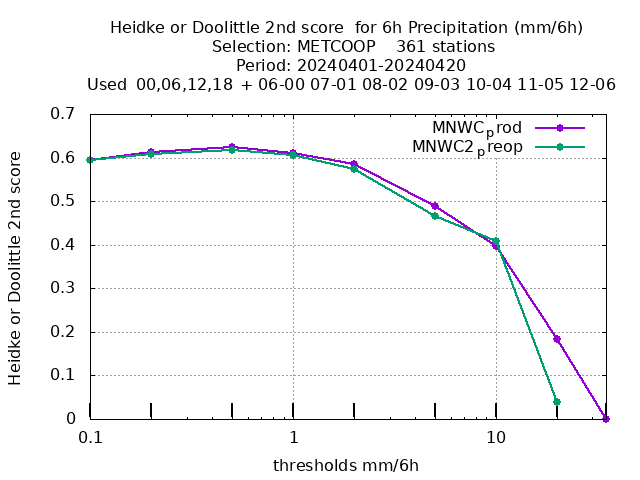 Heidke or Doolittle 2nd score  for 6h Precipitation (mm/6h)
Selection: METCOOP    361 stations
Period: 20240401-20240420
Used  00,06,12,18 + 06-00 07-01 08-02 09-03 10-04 11-05 12-06
MNWCprod
MNWC2preop
Heidke or Doolittle 2nd score
0.7
0.6
0.5
0.4
0.3
0.2
0.1
0
0.1 1 10
thresholds mm/6h